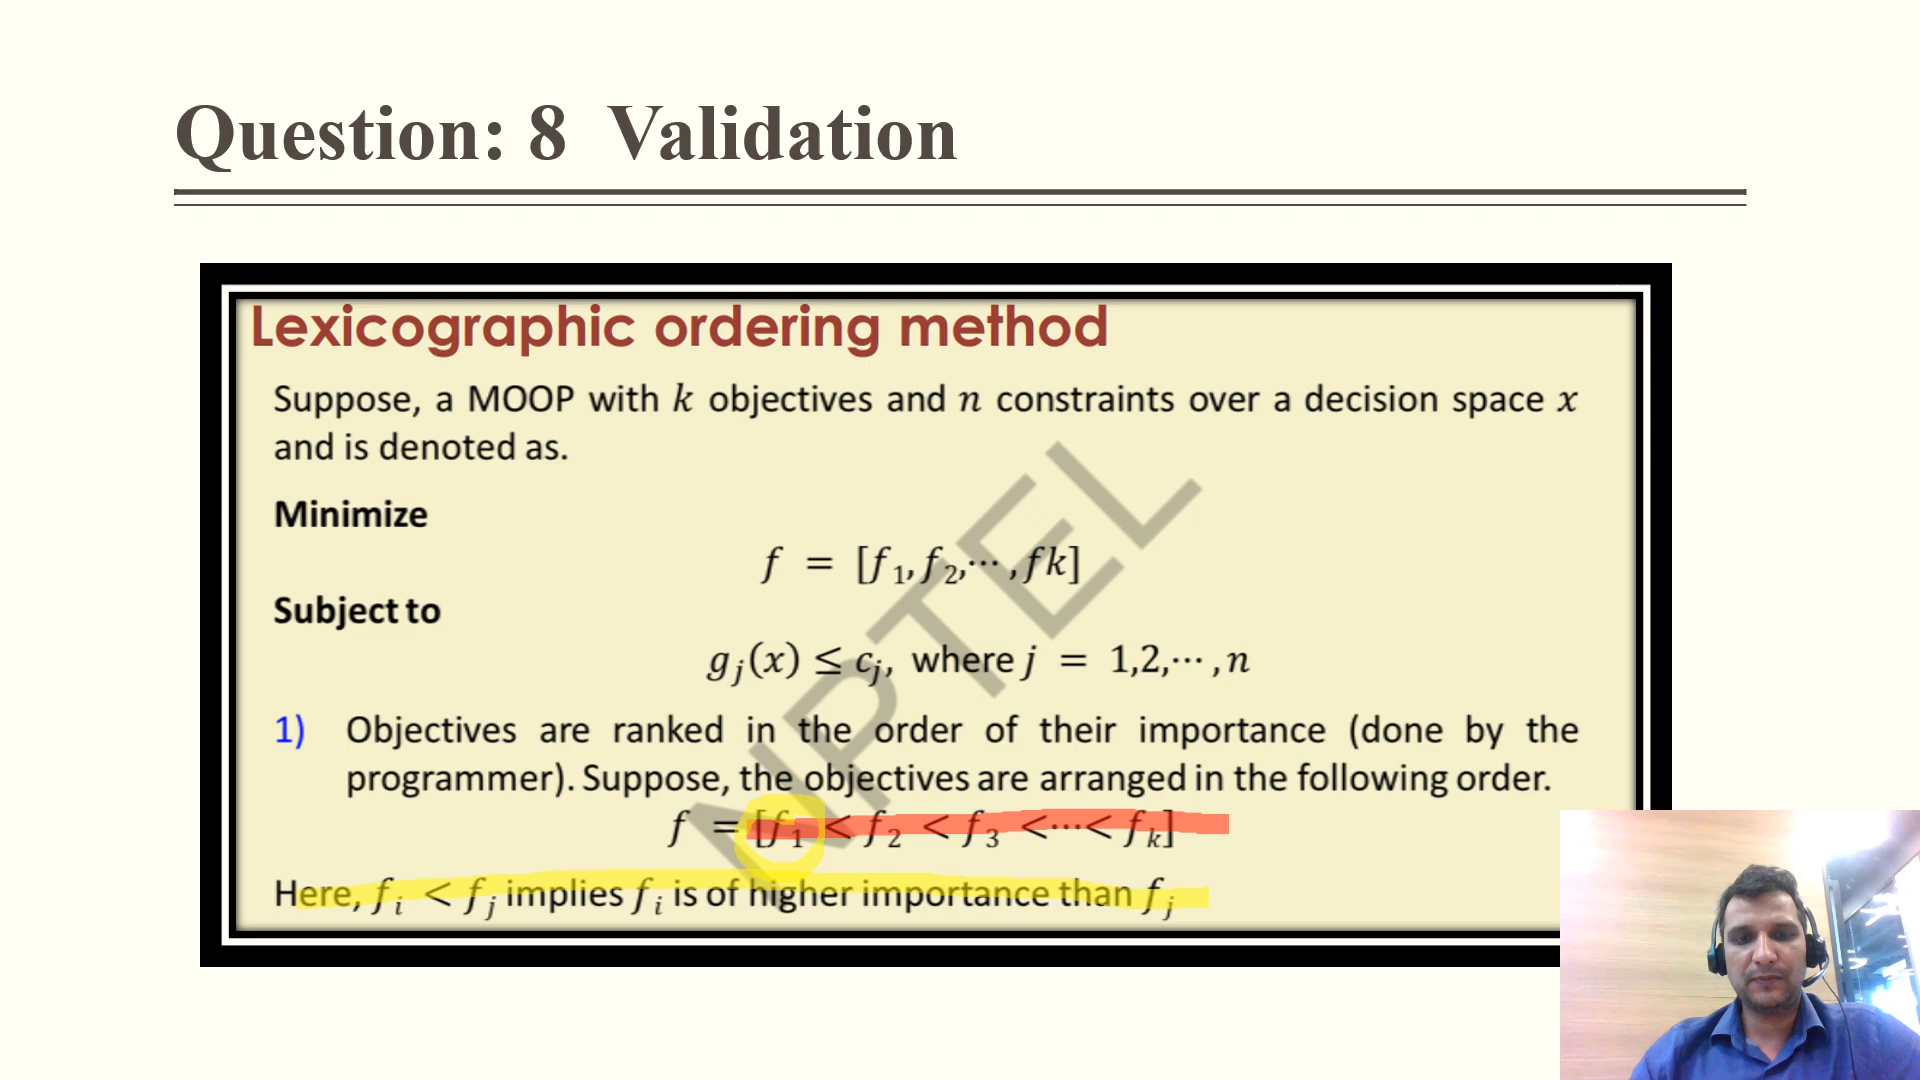 Question: 8 Validation
Lexicographic ordering method
Suppose, a MOOP with k objectives and n constraints over a decision space x
and is denoted as.
Minimize
f = [f₁, f₂, ⋯ , fk]
Subject to
gⱼ(x) ≤ cⱼ, where j = 1,2,⋯ , n
1) Objectives are ranked in the order of their importance (done by the
programmer). Suppose, the objectives are arranged in the following order.
f = [f₁ < f₂ < f₃ <⋯< fₖ]
Here, fᵢ < fⱼ implies fᵢ is of higher importance than fⱼ
NPTEL